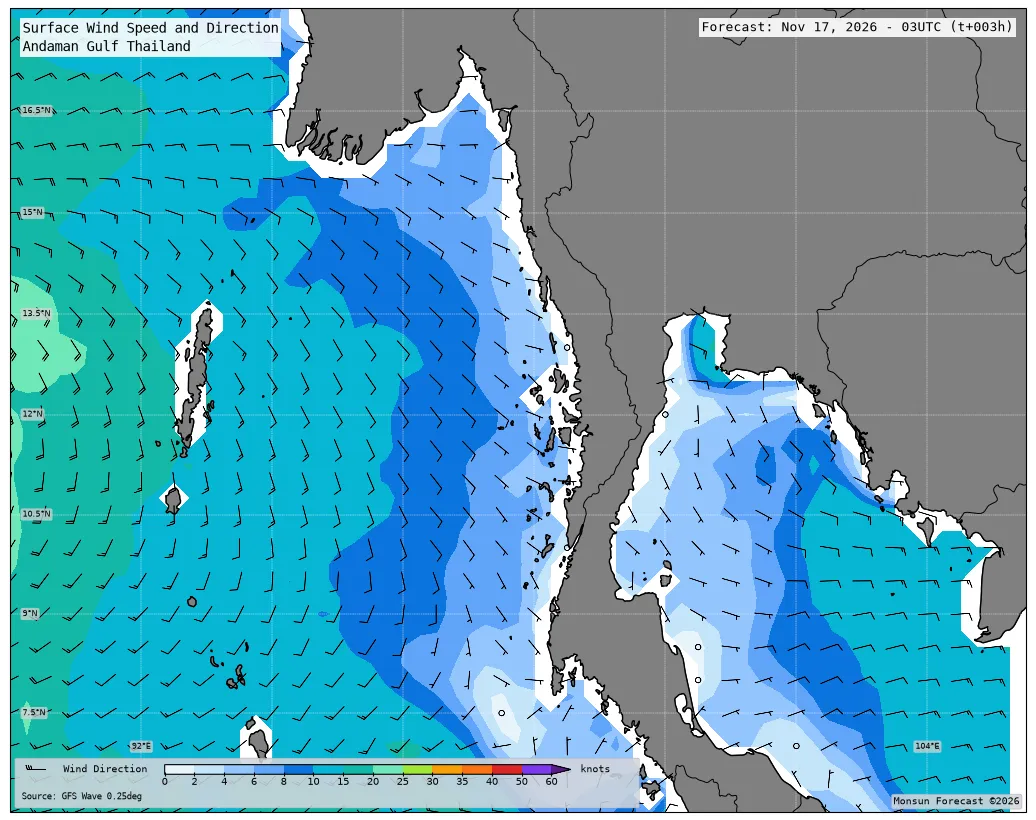 Surface Wind Speed and Direction
Andaman Gulf Thailand
Forecast: Nov 17, 2026 - 03UTC (t+003h)
16.5°N
15°N
13.5°N
12°N
10.5°N
9°N
7.5°N
92°E
104°E
Wind Direction
knots
0 2 4 6 8 10 15 20 25 30 35 40 50 60
Source: GFS Wave 0.25deg
Monsun Forecast ©2026